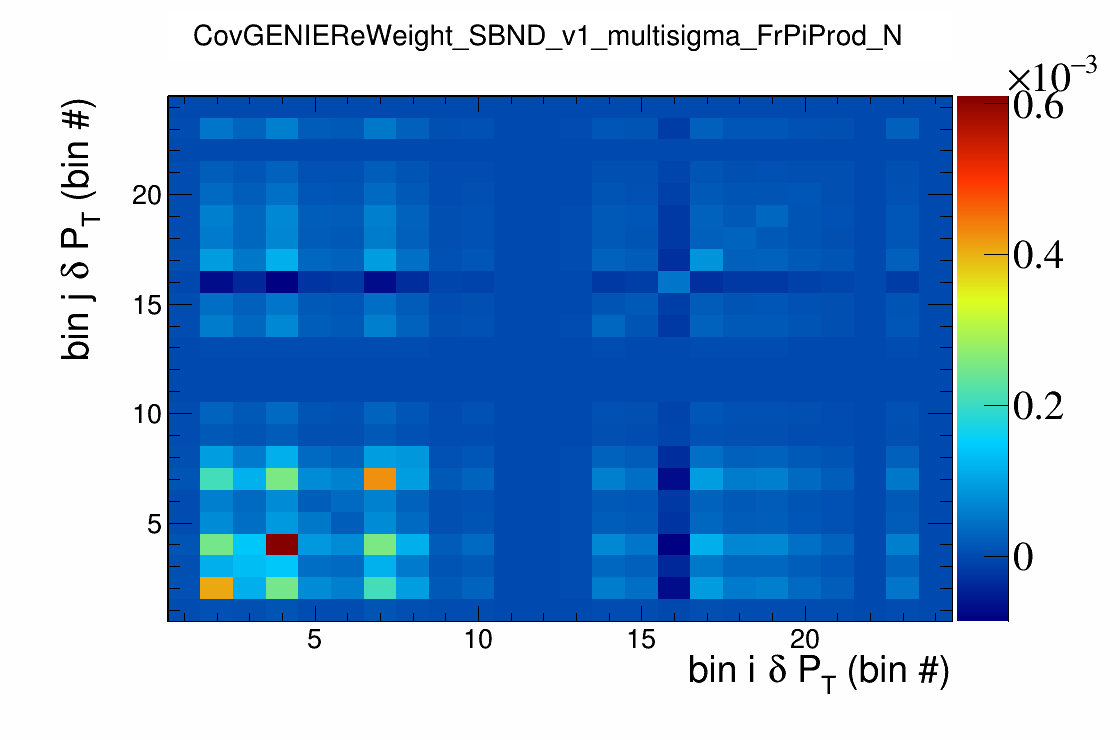 CovGENIEReWeight_SBND_v1_multisigma_FrPiProd_N
×10⁻³
0.6
0.4
0.2
0
bin j δ P_T (bin #)
20
15
10
5
5 10 15 20
bin i δ P_T (bin #)